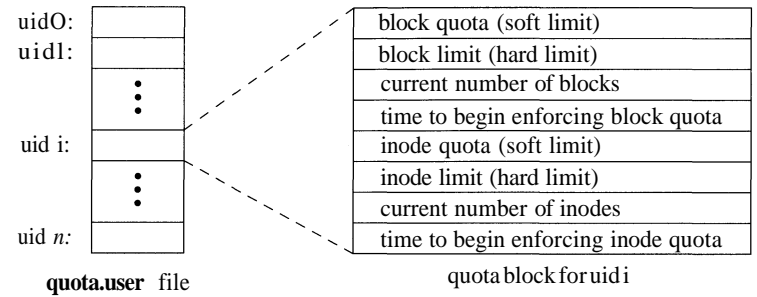 uid0:
uid1:
uid i:
uid n:
quota.user file
block quota (soft limit)
block limit (hard limit)
current number of blocks
time to begin enforcing block quota
inode quota (soft limit)
inode limit (hard limit)
current number of inodes
time to begin enforcing inode quota
quota block for uid i